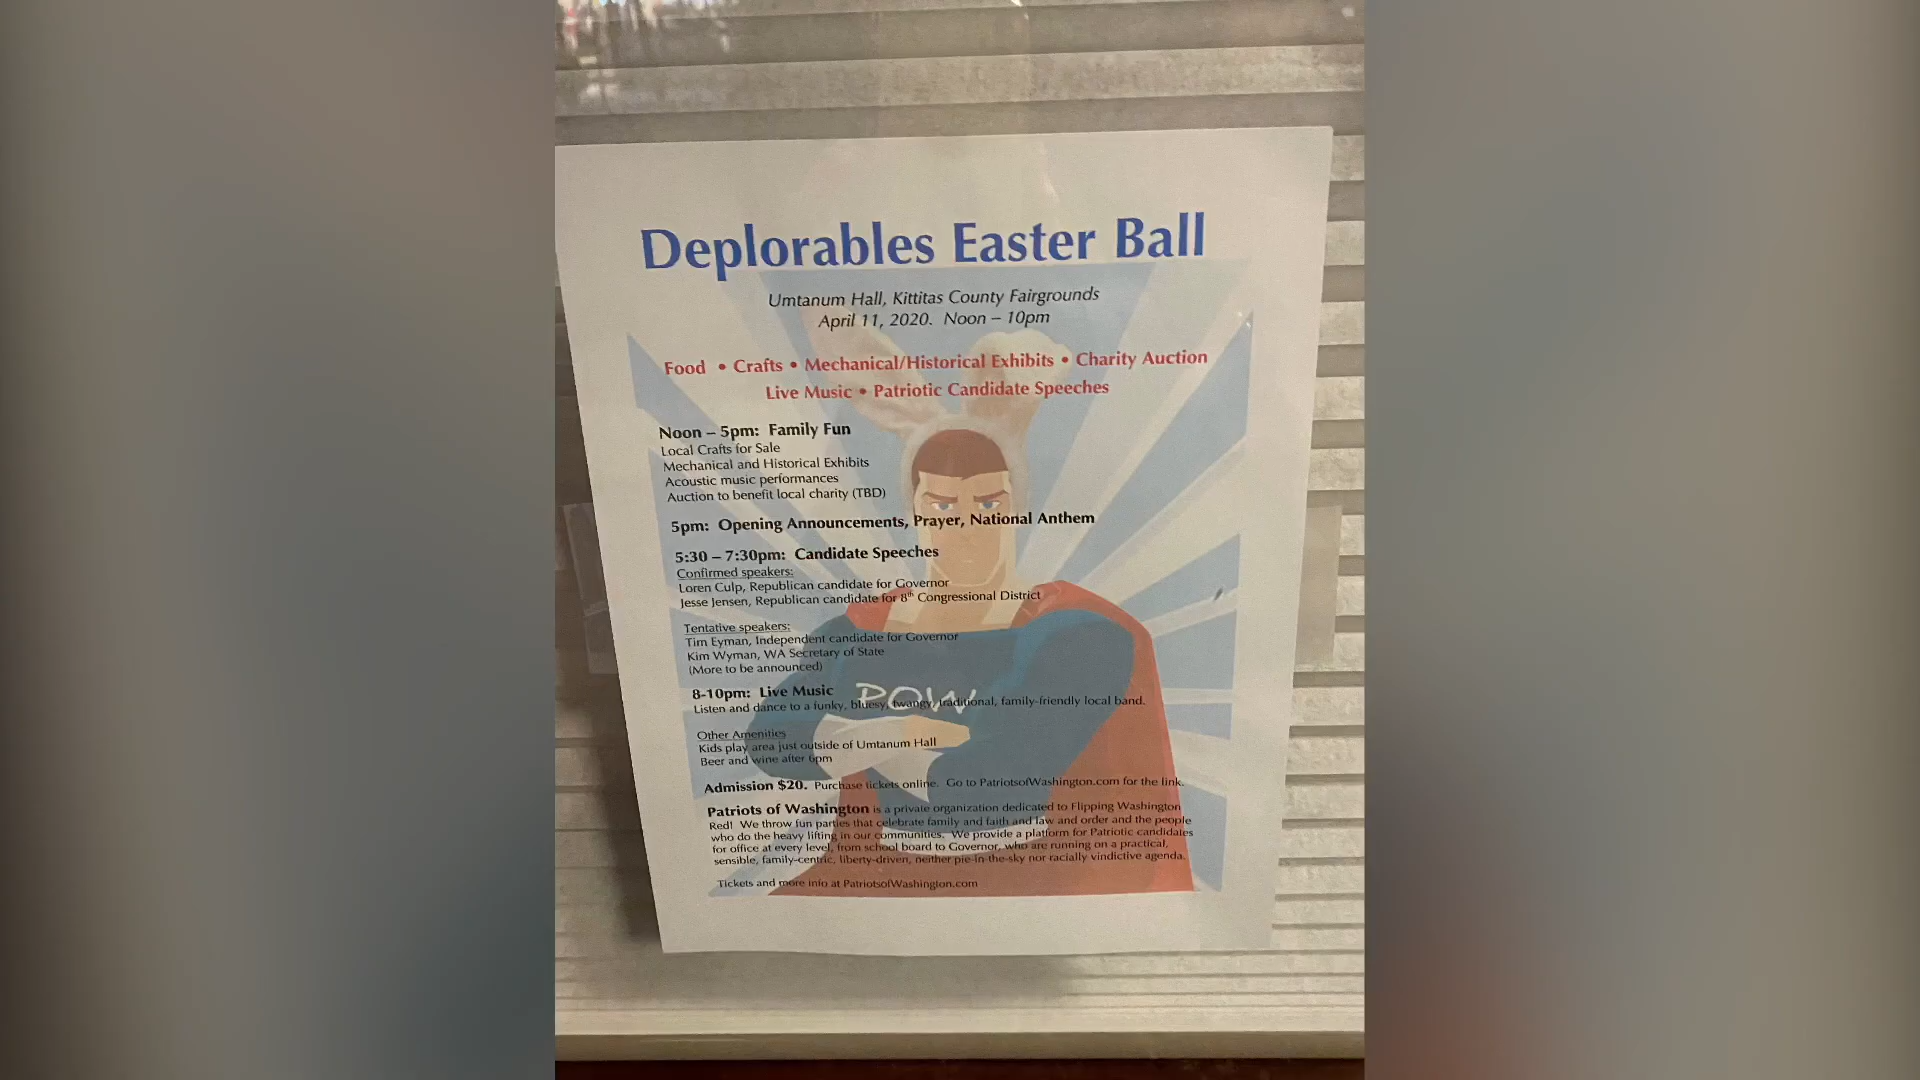 Deplorables Easter Ball
Umtanum Hall, Kittitas County Fairgrounds
April 11, 2020. Noon – 10pm
Food • Crafts • Mechanical/Historical Exhibits • Charity Auction
Live Music • Patriotic Candidate Speeches
Noon – 5pm: Family Fun
Local Crafts for Sale
Mechanical and Historical Exhibits
Acoustic music performances
Auction to benefit local charity (TBD)
5pm: Opening Announcements, Prayer, National Anthem
5:30 – 7:30pm: Candidate Speeches
Confirmed speakers:
Loren Culp, Republican candidate for Governor
Jesse Jensen, Republican candidate for 8th Congressional District
Tentative speakers:
Tim Eyman, Independent candidate for Governor
Kim Wyman, WA Secretary of State
(More to be announced)
8-10pm: Live Music
POW
Listen and dance to a funky, bluesy, twangy, traditional, family-friendly local band.
Other Amenities
Kids play area just outside of Umtanum Hall
Beer and wine after 6pm
Admission $20. Purchase tickets online. Go to PatriotsofWashington.com for the link.
Patriots of Washington is a private organization dedicated to Flipping Washington
Red! We throw fun parties that celebrate family and faith and law and order and the people
who do the heavy lifting in our communities. We provide a platform for Patriotic candidates
for office at every level, from school board to Governor, who are running on a practical,
sensible, family-centric, liberty-driven, neither pie-in-the-sky nor racially vindictive agenda.
Tickets and more info at PatriotsofWashington.com